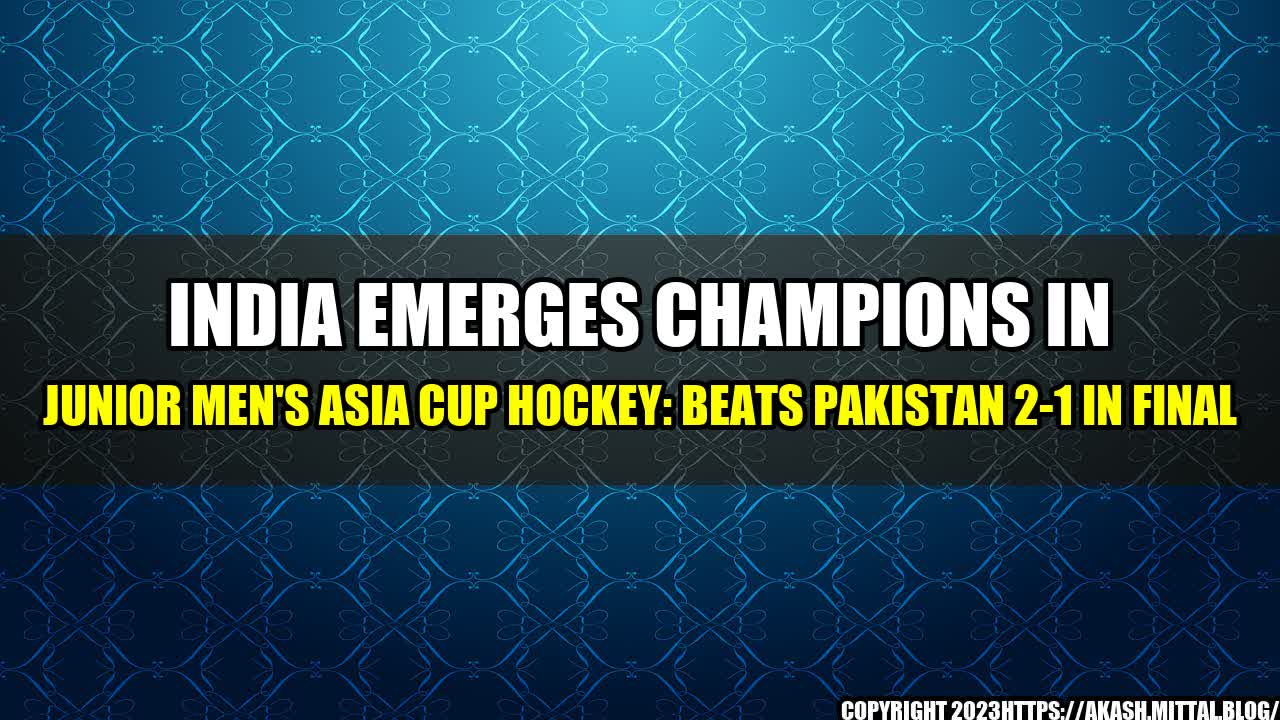 INDIA EMERGES CHAMPIONS IN
JUNIOR MEN'S ASIA CUP HOCKEY: BEATS PAKISTAN 2-1 IN FINAL
COPYRIGHT 2023HTTPS://AKASH.MITTAL.BLOG/